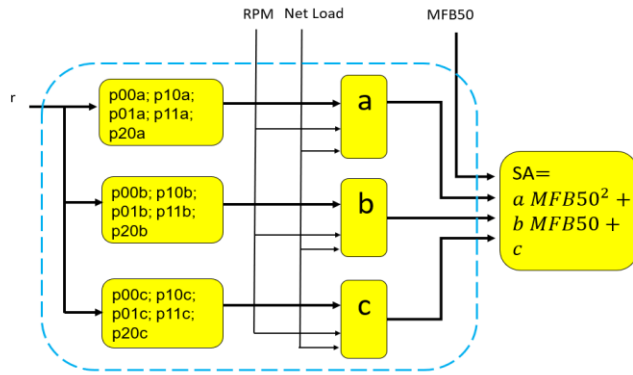 RPM
Net Load
MFB50
r
p00a; p10a;
p01a; p11a;
p20a
a
p00b; p10b;
p01b; p11b;
p20b
b
p00c; p10c;
p01c; p11c;
p20c
c
SA=
a MFB50² +
b MFB50 +
c